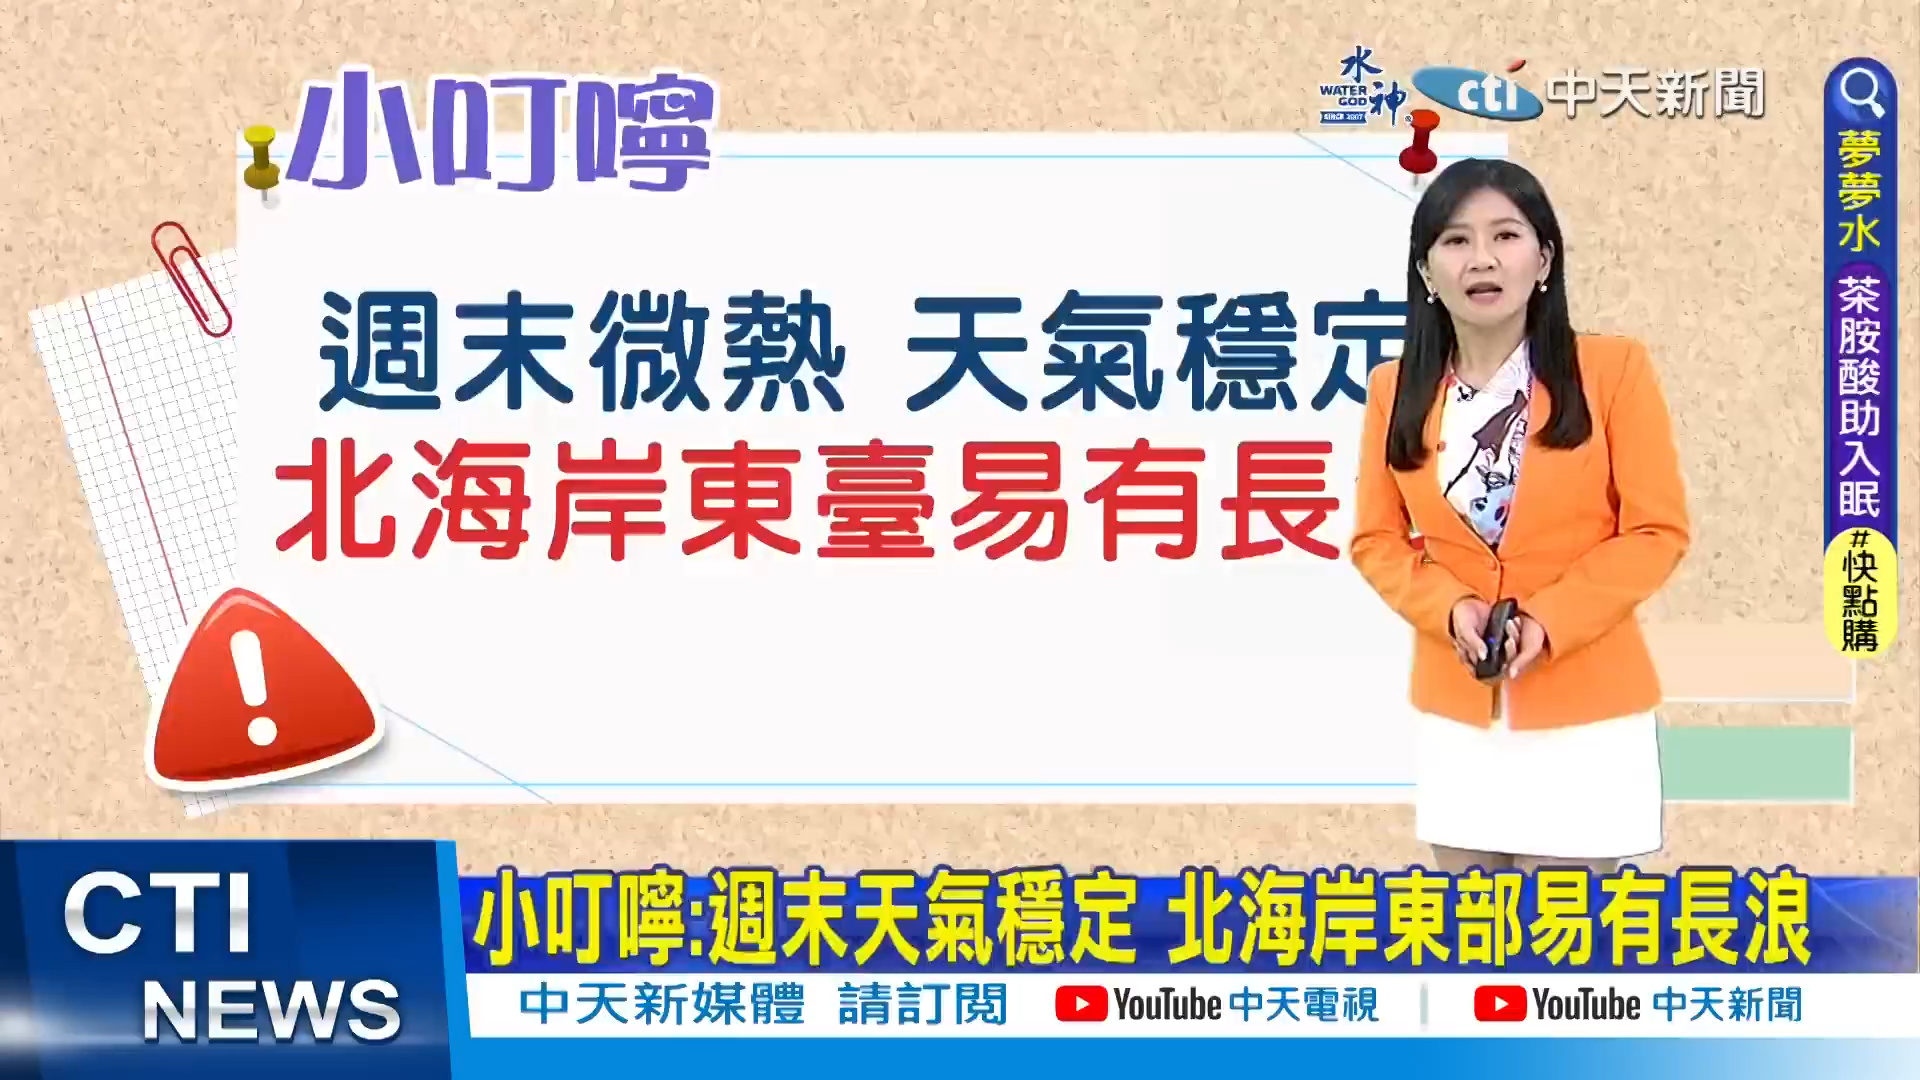 小叮嚀
水神
WATER GOD
SINCE 2007
cti 中天新聞
週末微熱 天氣穩定
北海岸東臺易有長
夢夢水
茶胺酸助入眠
#快點購
CTI NEWS
小叮嚀:週末天氣穩定 北海岸東部易有長浪
中天新媒體 請訂閱 YouTube 中天電視 | YouTube 中天新聞